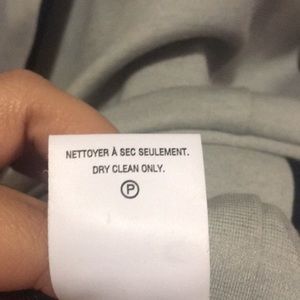 NETTOYER À SEC SEULEMENT.
DRY CLEAN ONLY.
P